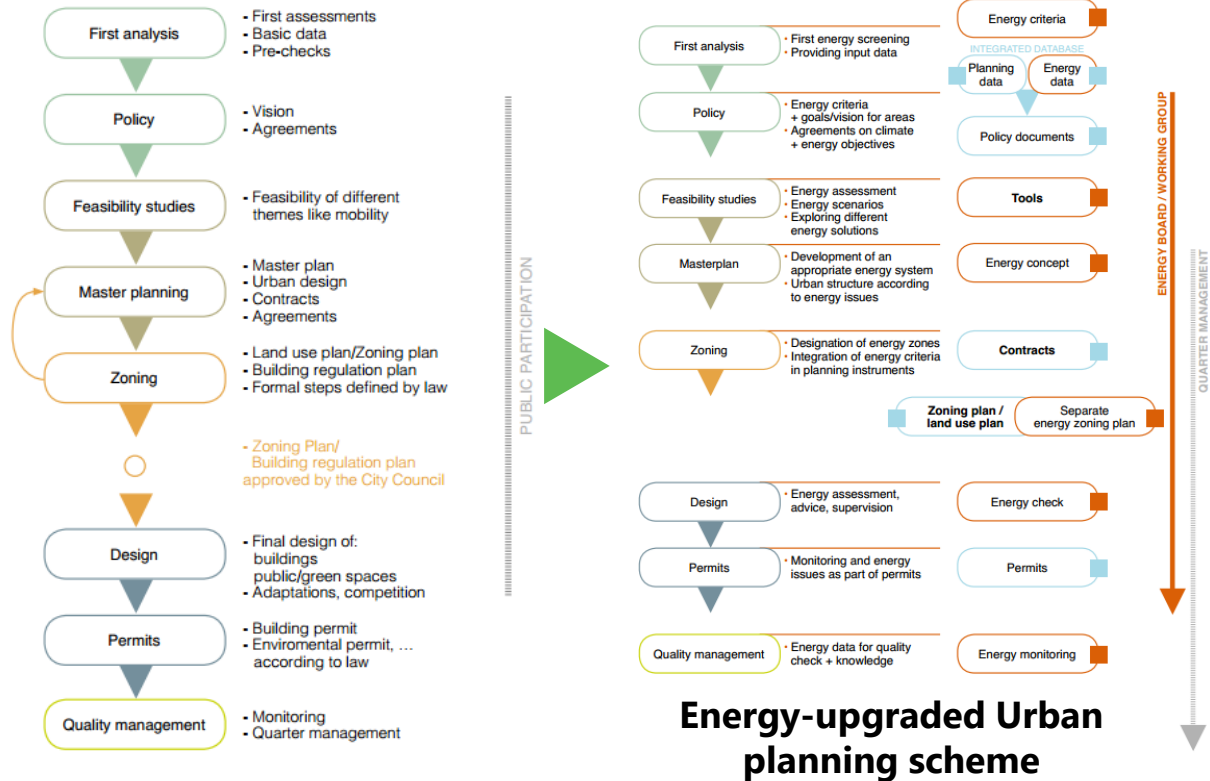 First analysis
- First assessments
- Basic data
- Pre-checks
Policy
- Vision
- Agreements
Feasibility studies
- Feasibility of different
themes like mobility
Master planning
- Master plan
- Urban design
- Contracts
- Agreements
Zoning
- Land use plan/Zoning plan
- Building regulation plan
- Formal steps defined by law
- Zoning Plan/
Building regulation plan
approved by the City Council
Design
- Final design of:
buildings
public/green spaces
- Adaptations, competition
Permits
- Building permit
- Enviromental permit, ...
according to law
Quality management
- Monitoring
- Quarter management
PUBLIC PARTICIPATION
First analysis
• First energy screening
• Providing input data
Energy criteria
INTEGRATED DATABASE
Planning
data
Energy
data
Policy
• Energy criteria
+ goals/vision for areas
• Agreements on climate
+ energy objectives
Policy documents
Feasibility studies
• Energy assessment
• Energy scenarios
• Exploring different
energy solutions
Tools
Masterplan
• Development of an
appropriate energy system
• Urban structure according
to energy issues
Energy concept
Zoning
• Designation of energy zones
• Integration of energy criteria
in planning instruments
Contracts
Zoning plan /
land use plan
Separate
energy zoning plan
Design
• Energy assessment,
advice, supervision
Energy check
Permits
• Monitoring and energy
issues as part of permits
Permits
Quality management
• Energy data for quality
check + knowledge
Energy monitoring
ENERGY BOARD / WORKING GROUP
QUARTER MANAGEMENT
Energy-upgraded Urban
planning scheme